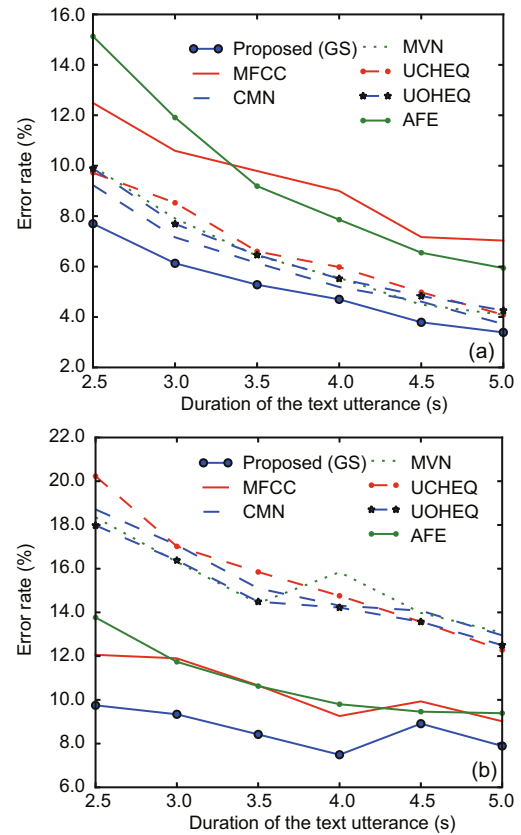 16.0
14.0
12.0
10.0
8.0
6.0
4.0
2.0
Error rate (%)
Proposed (GS)
MFCC
CMN
MVN
UCHEQ
UOHEQ
AFE
(a)
2.5 3.0 3.5 4.0 4.5 5.0
Duration of the text utterance (s)
22.0
20.0
18.0
16.0
14.0
12.0
10.0
8.0
6.0
Error rate (%)
Proposed (GS)
MFCC
CMN
MVN
UCHEQ
UOHEQ
AFE
(b)
2.5 3.0 3.5 4.0 4.5 5.0
Duration of the text utterance (s)